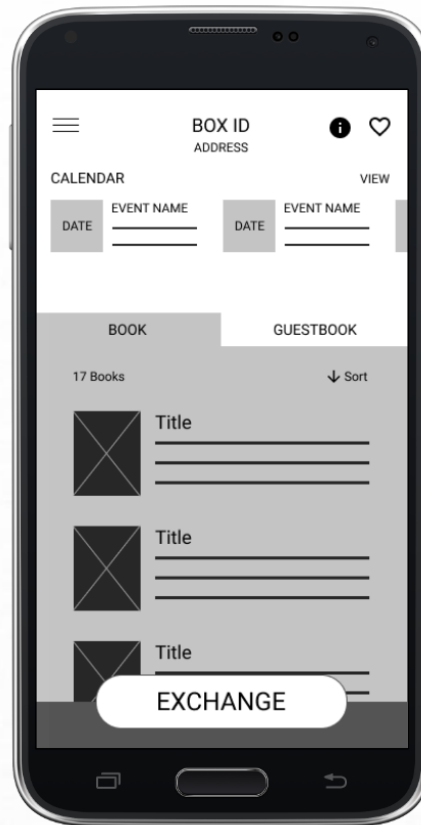 BOX ID
ADDRESS
CALENDAR
VIEW
DATE
EVENT NAME
DATE
EVENT NAME
BOOK
GUESTBOOK
17 Books
Sort
Title
Title
Title
EXCHANGE